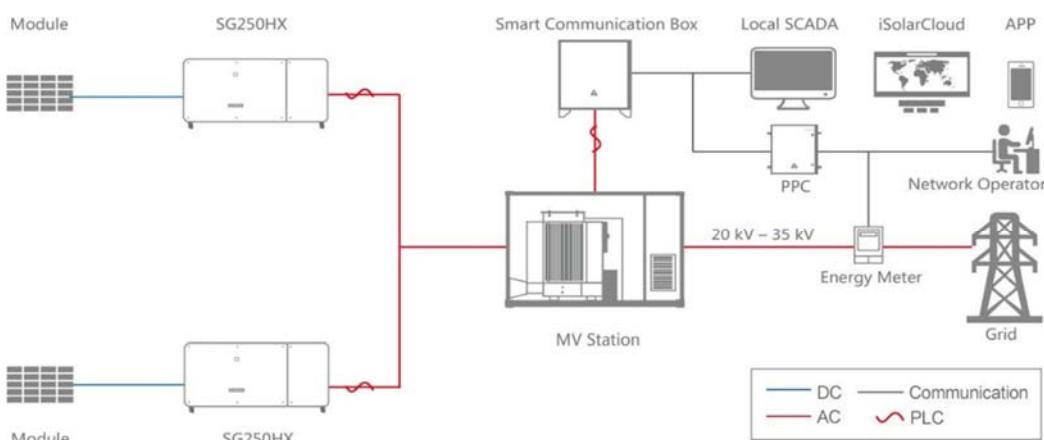 Module
SG250HX
Smart Communication Box
Local SCADA
iSolarCloud
APP
PPC
Network Operator
20 kV – 35 kV
Energy Meter
MV Station
Grid
DC
Communication
AC
PLC
Module
SG250HX